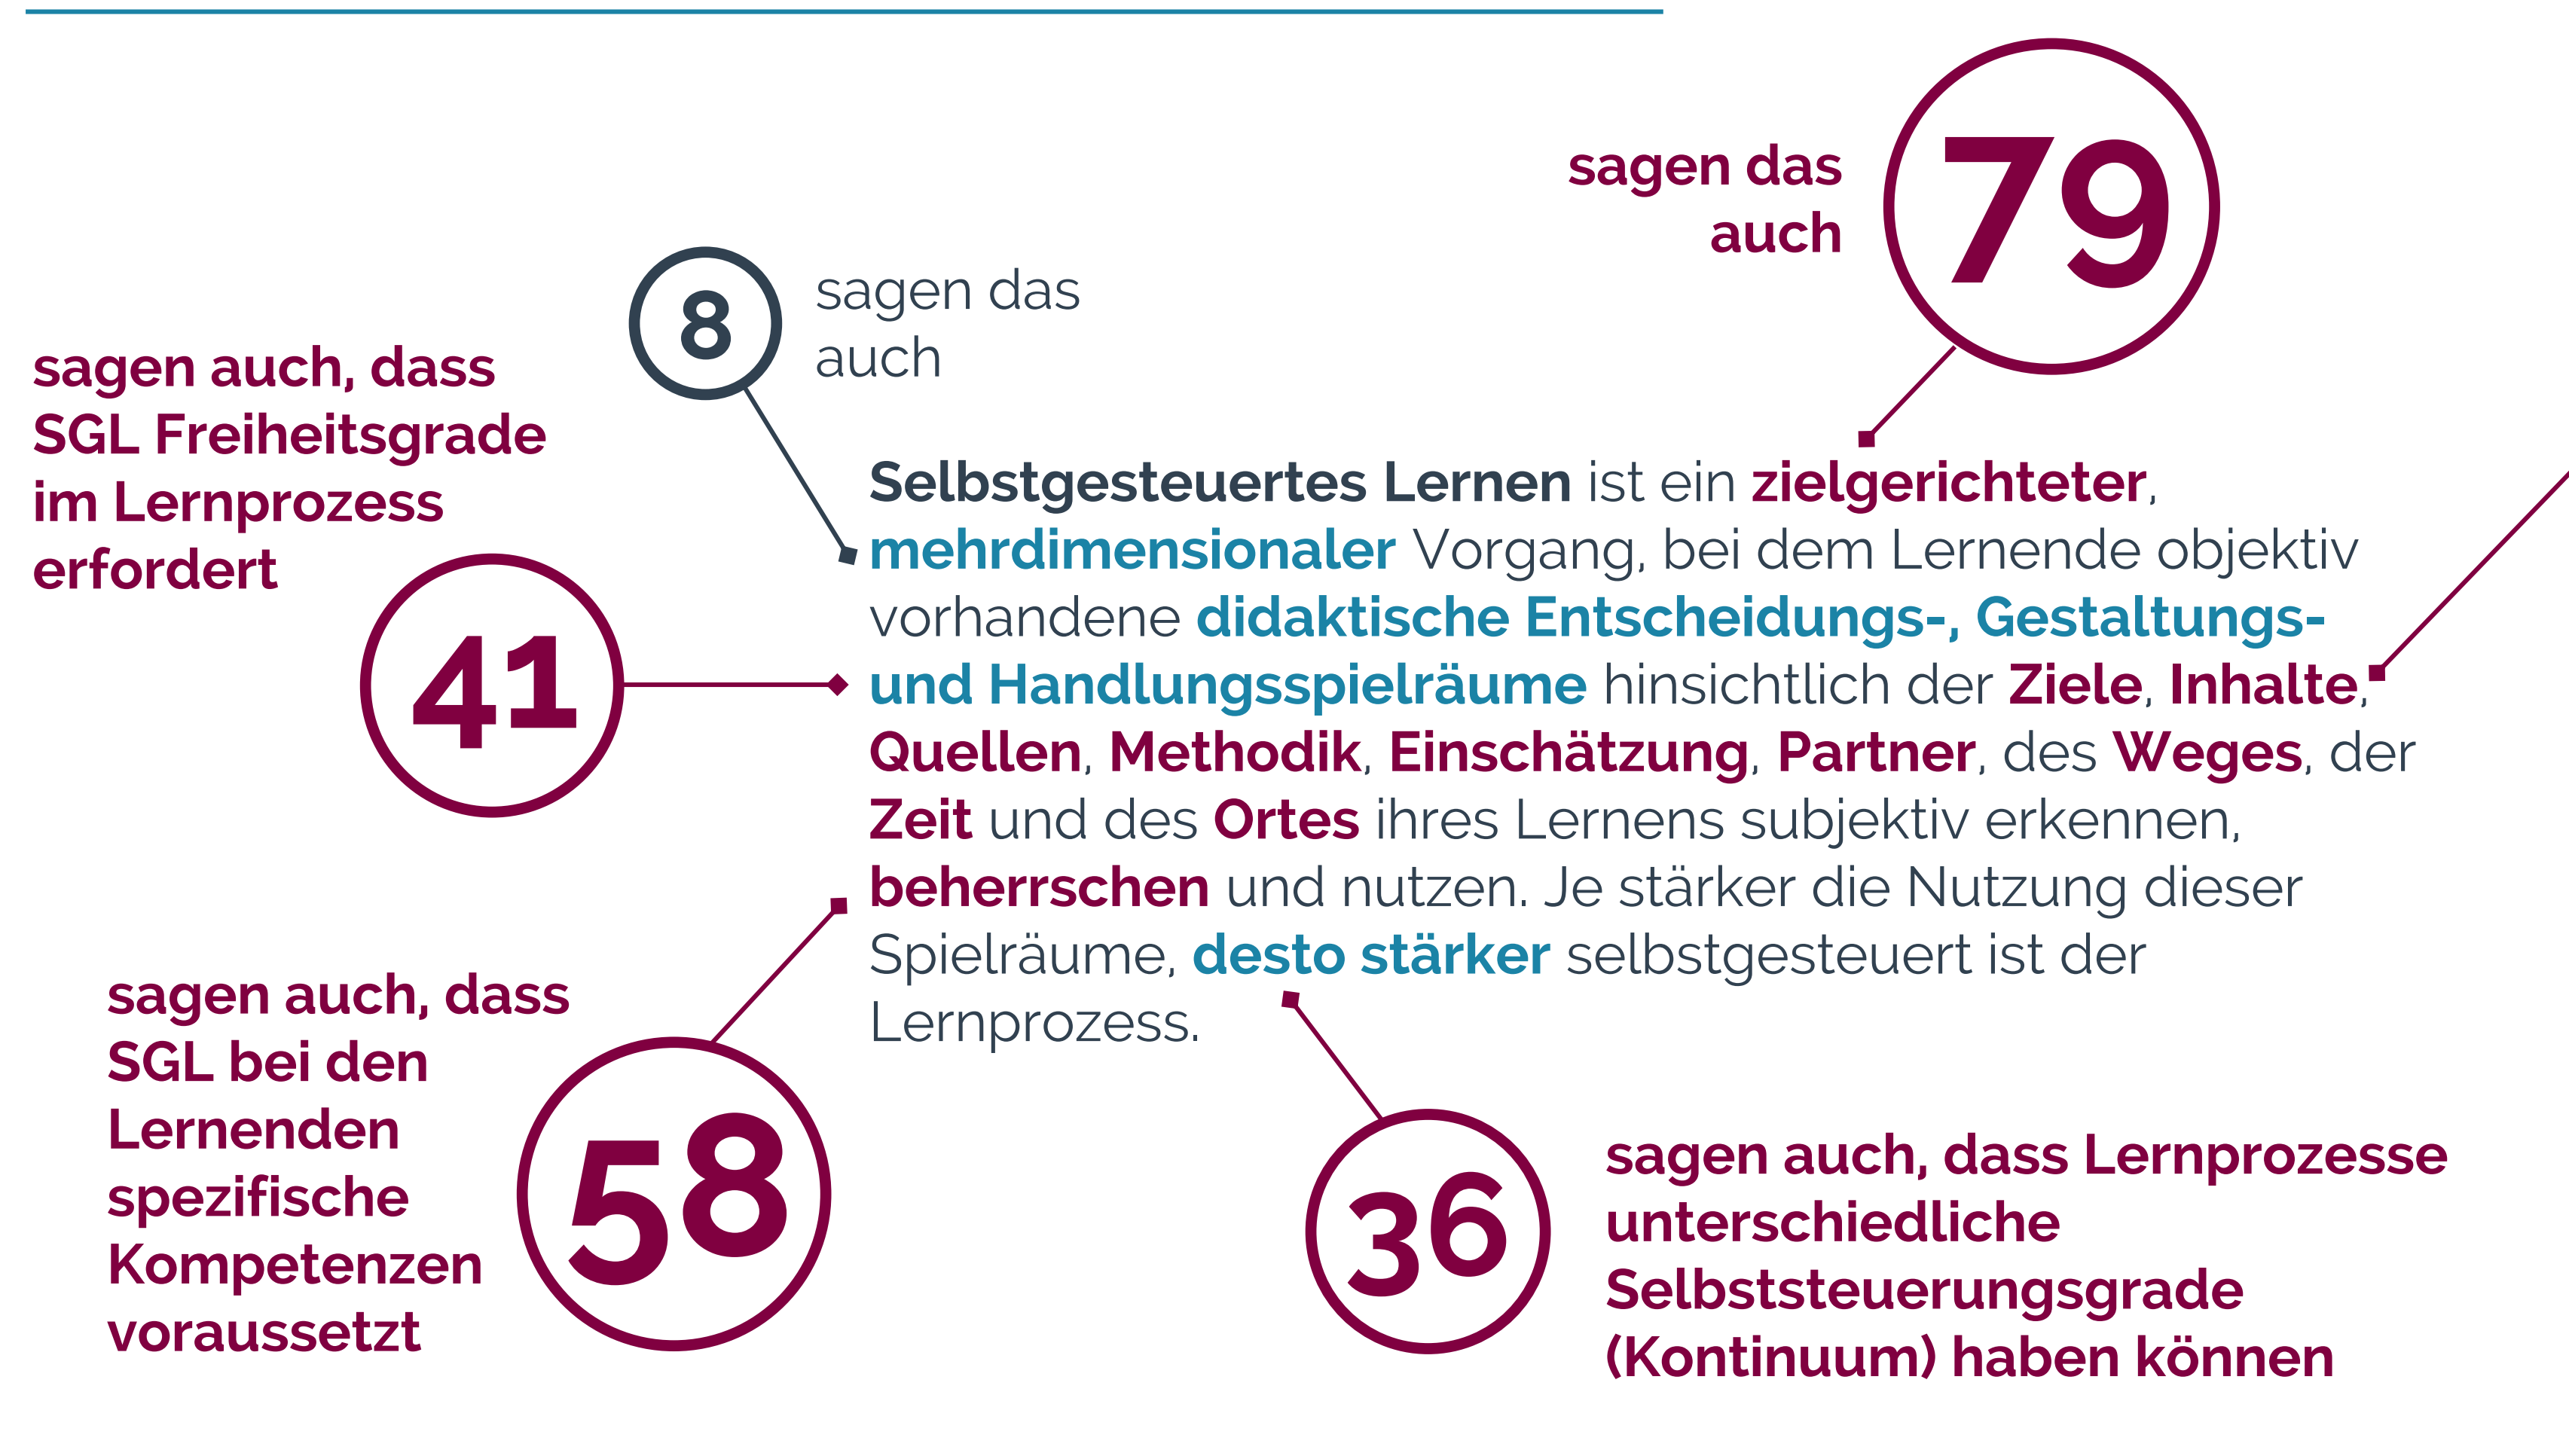 79
sagen das
auch
8
sagen das
auch
sagen auch, dass
SGL Freiheitsgrade
im Lernprozess
erfordert
41
Selbstgesteuertes Lernen ist ein zielgerichteter,
mehrdimensionaler Vorgang, bei dem Lernende objektiv
vorhandene didaktische Entscheidungs-, Gestaltungs-
und Handlungsspielräume hinsichtlich der Ziele, Inhalte,
Quellen, Methodik, Einschätzung, Partner, des Weges, der
Zeit und des Ortes ihres Lernens subjektiv erkennen,
beherrschen und nutzen. Je stärker die Nutzung dieser
Spielräume, desto stärker selbstgesteuert ist der
Lernprozess.
sagen auch, dass
SGL bei den
Lernenden
spezifische
Kompetenzen
voraussetzt
58
36
sagen auch, dass Lernprozesse
unterschiedliche
Selbststeuerungsgrade
(Kontinuum) haben können